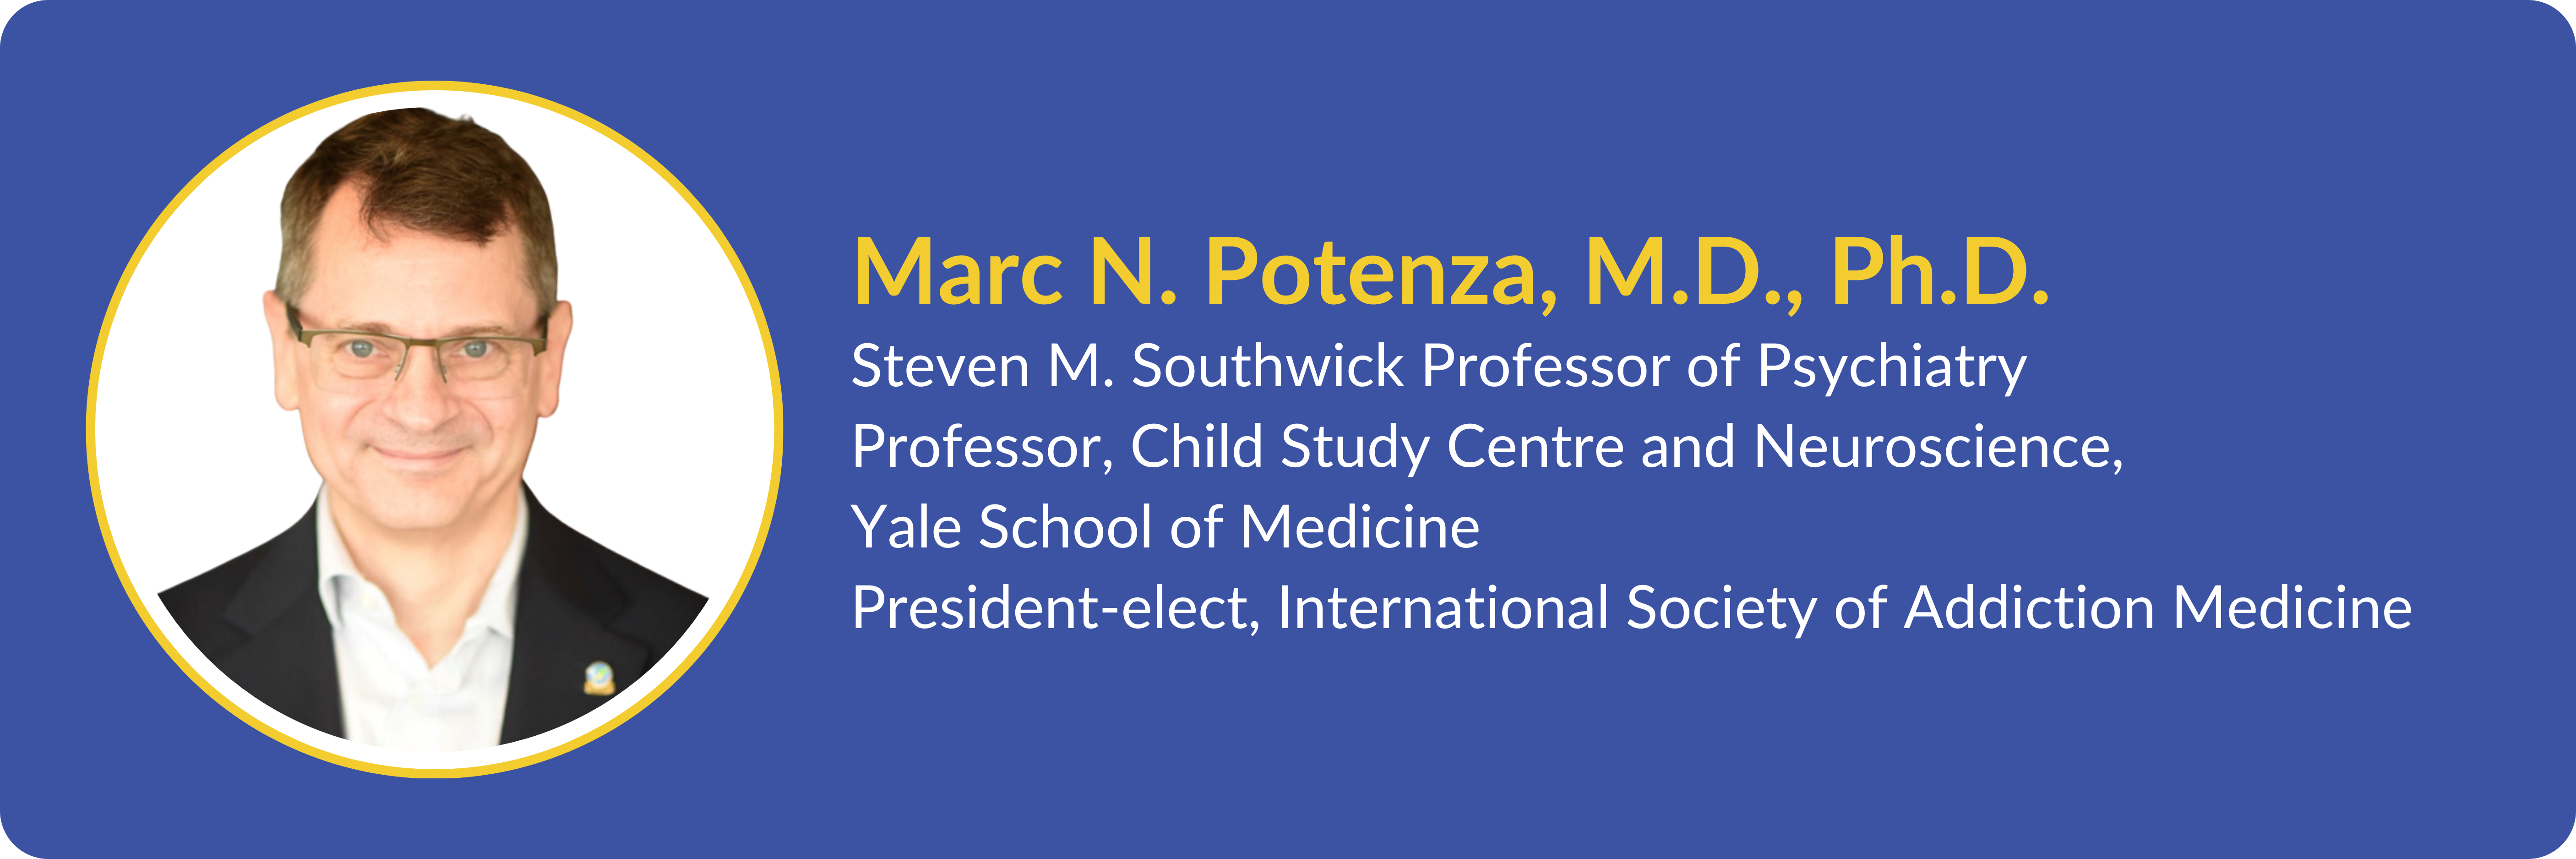 Marc N. Potenza, M.D., Ph.D.
Steven M. Southwick Professor of Psychiatry
Professor, Child Study Centre and Neuroscience,
Yale School of Medicine
President-elect, International Society of Addiction Medicine